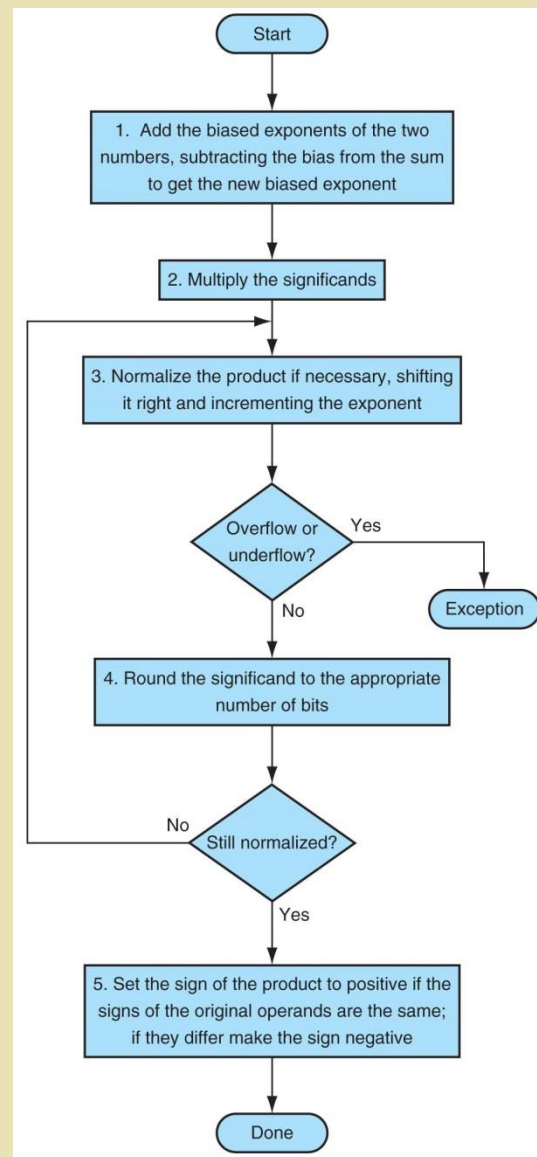 Start
1. Add the biased exponents of the two
numbers, subtracting the bias from the sum
to get the new biased exponent
2. Multiply the significands
3. Normalize the product if necessary, shifting
it right and incrementing the exponent
Overflow or
underflow?
Yes
Exception
No
4. Round the significand to the appropriate
number of bits
No
Still normalized?
Yes
5. Set the sign of the product to positive if the
signs of the original operands are the same;
if they differ make the sign negative
Done